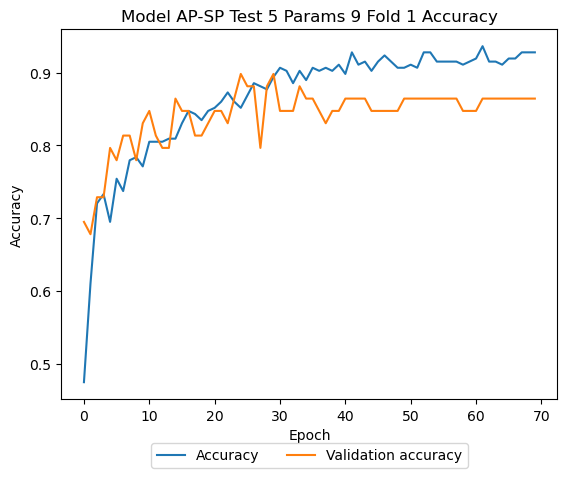 Model AP-SP Test 5 Params 9 Fold 1 Accuracy
Accuracy
0.9
0.8
0.7
0.6
0.5
0 10 20 30 40 50 60 70
Epoch
Accuracy Validation accuracy